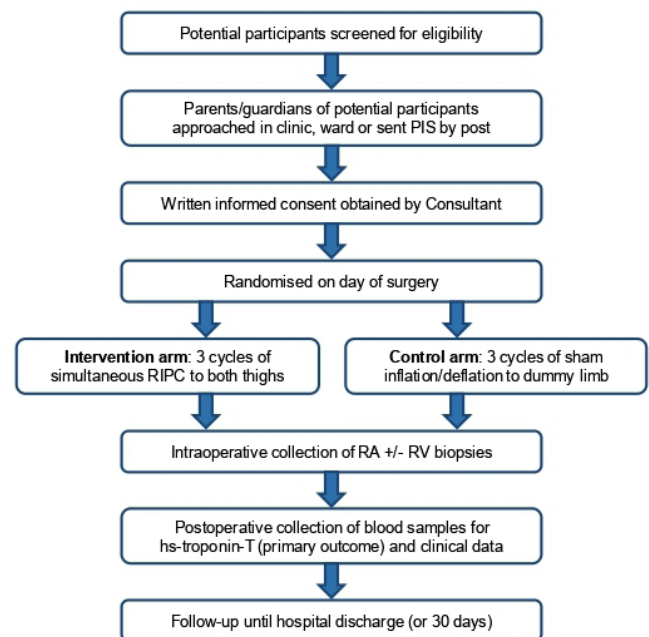 Potential participants screened for eligibility
Parents/guardians of potential participants
approached in clinic, ward or sent PIS by post
Written informed consent obtained by Consultant
Randomised on day of surgery
Intervention arm: 3 cycles of
simultaneous RIPC to both thighs
Control arm: 3 cycles of sham
inflation/deflation to dummy limb
Intraoperative collection of RA +/- RV biopsies
Postoperative collection of blood samples for
hs-troponin-T (primary outcome) and clinical data
Follow-up until hospital discharge (or 30 days)